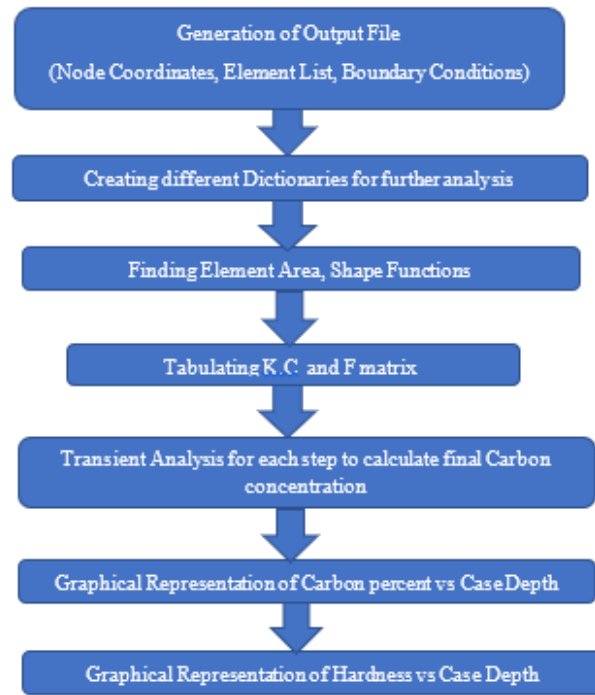 Generation of Output File
(Node Coordinates, Element List, Boundary Conditions)
Creating different Dictionaries for further analysis
Finding Element Area, Shape Functions
Tabulating K,C, and F matrix
Transient Analysis for each step to calculate final Carbon
concentration
Graphical Representation of Carbon percent vs Case Depth
Graphical Representation of Hardness vs Case Depth